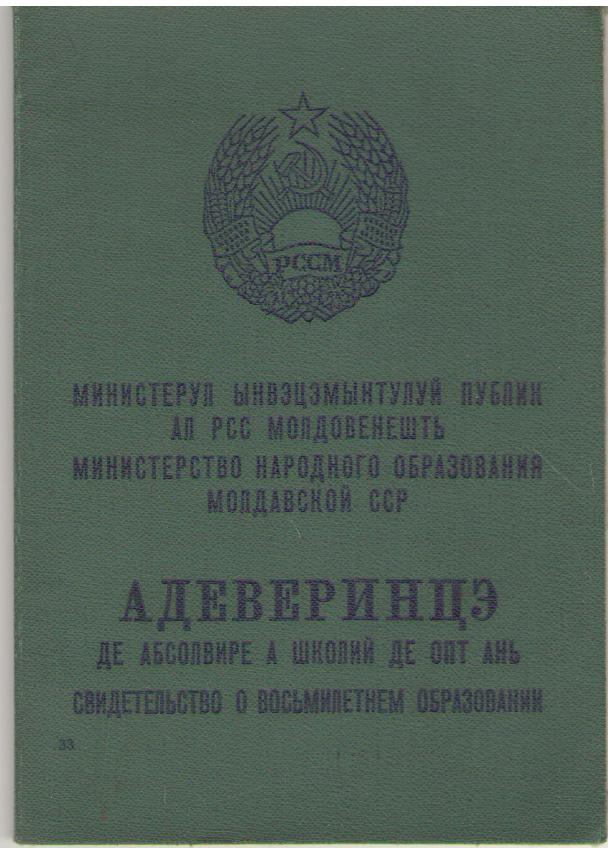 РССМ
МИНИСТЕРУЛ ЫНВЭЦЭМЫНТУЛУЙ ПУБЛИК
АЛ РСС МОЛДОВЕНЕШТЬ
МИНИСТЕРСТВО НАРОДНОГО ОБРАЗОВАНИЯ
МОЛДАВСКОЙ ССР
АДЕВЕРИНЦЭ
ДЕ АБСОЛВИРЕ А ШКОЛИЙ ДЕ ОПТ АНЬ
СВИДЕТЕЛЬСТВО О ВОСЬМИЛЕТНЕМ ОБРАЗОВАНИИ
33